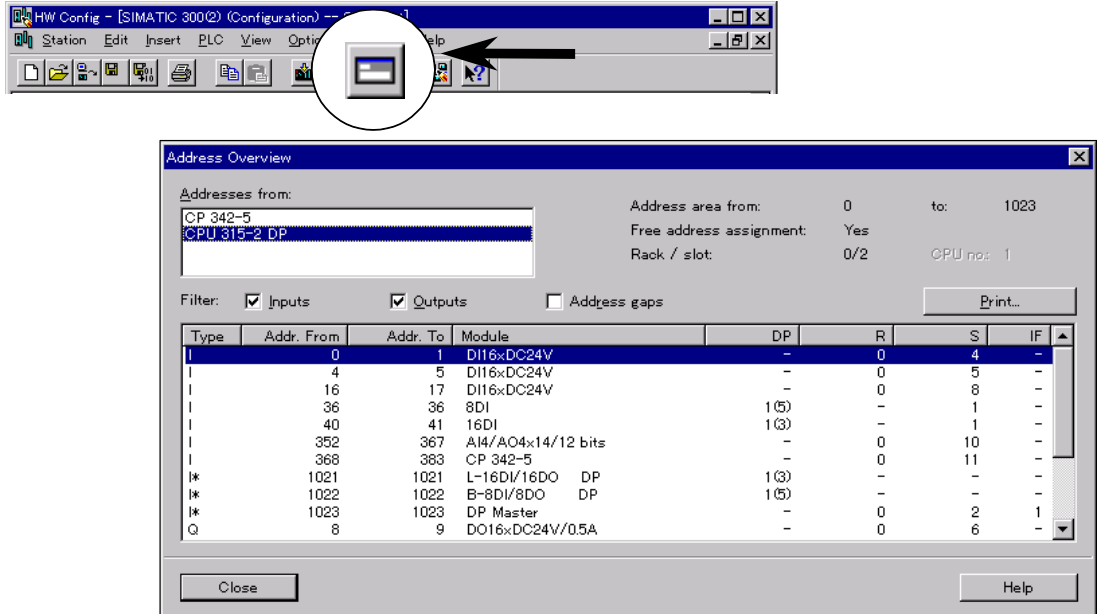 HW Config - [SIMATIC 300(2) (Configuration) --
Station Edit Insert PLC View Optio elp
Address Overview
Addresses from:
CP 342-5
CPU 315-2 DP
Address area from: 0 to: 1023
Free address assignment: Yes
Rack / slot: 0/2 CPU no.: 1
Filter: Inputs Outputs Address gaps Print...
Type Addr. From Addr. To Module DP R S IF
I 0 1 DI16xDC24V - 0 4 -
I 4 5 DI16xDC24V - 0 5 -
I 16 17 DI16xDC24V - 0 8 -
I 36 36 8DI 1(5) - 1 -
I 40 41 16DI 1(3) - 1 -
I 352 367 AI4/AO4x14/12 bits - 0 10 -
I 368 383 CP 342-5 - 0 11 -
I* 1021 1021 L-16DI/16DO DP 1(3) - - -
I* 1022 1022 B-8DI/8DO DP 1(5) - - -
I* 1023 1023 DP Master - 0 2 1
Q 8 9 DO16xDC24V/0.5A - 0 6 -
Close Help